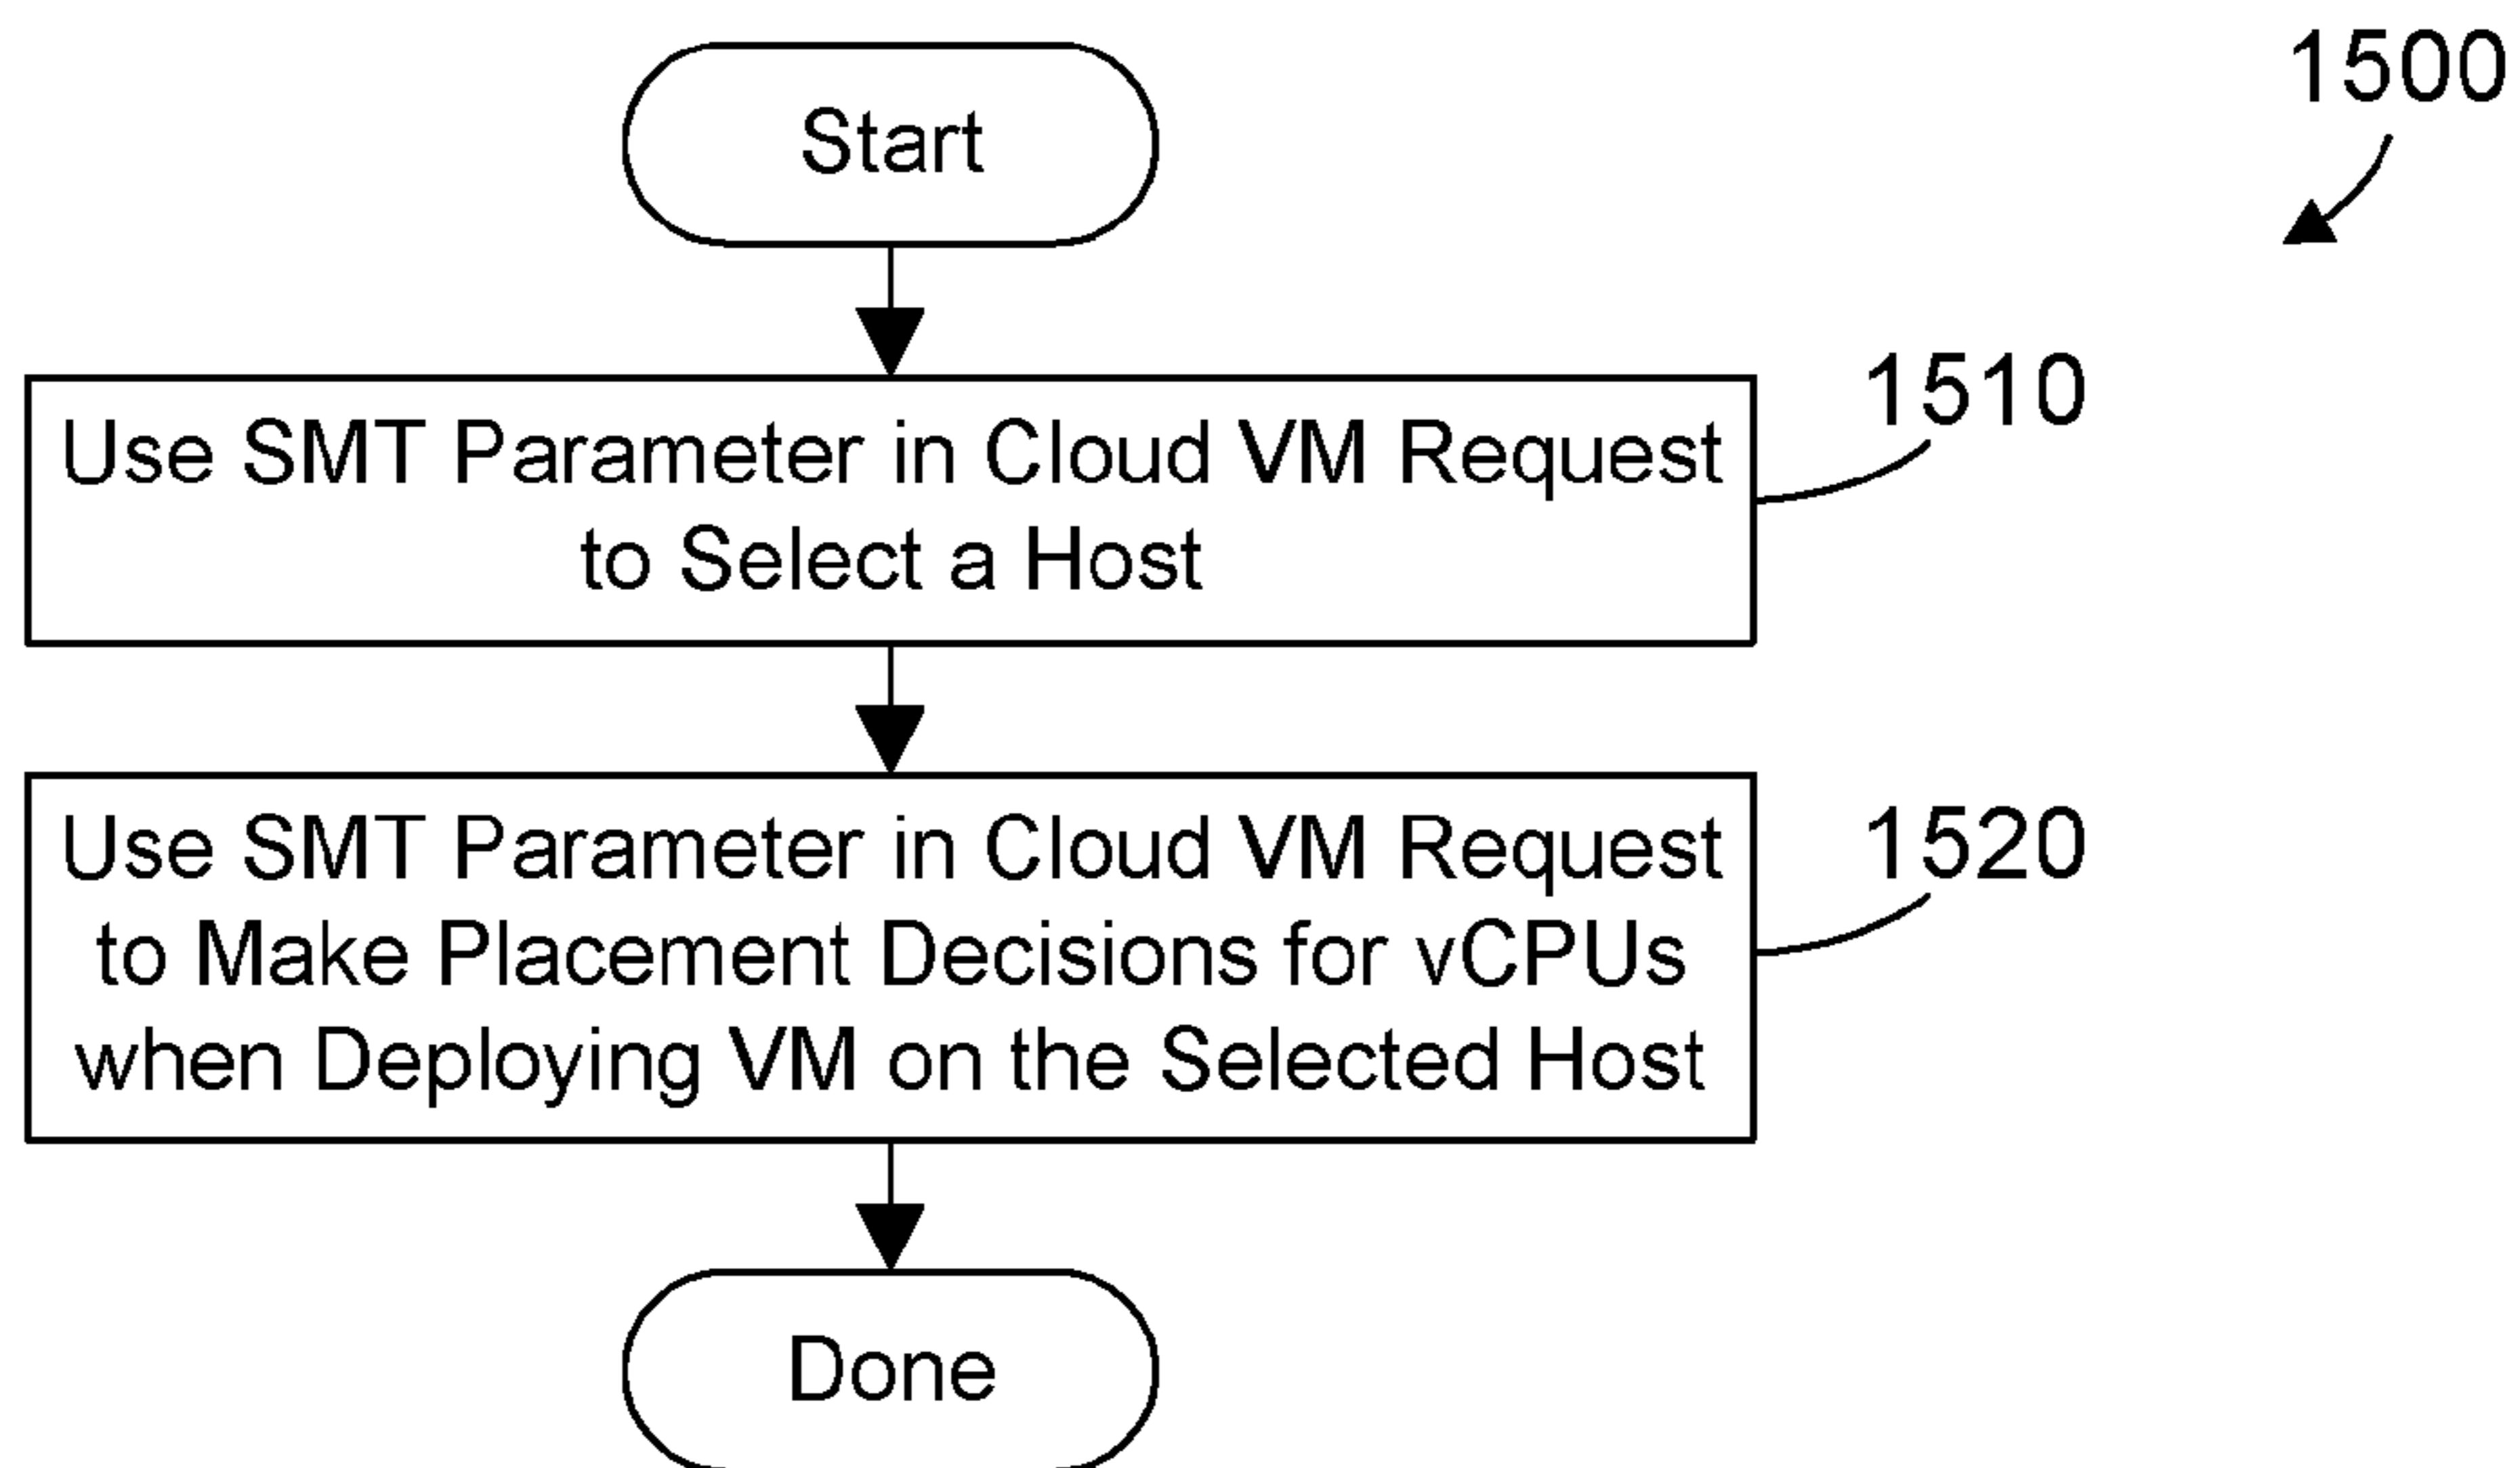 Start
1500
Use SMT Parameter in Cloud VM Request
to Select a Host
1510
Use SMT Parameter in Cloud VM Request
to Make Placement Decisions for vCPUs
when Deploying VM on the Selected Host
1520
Done